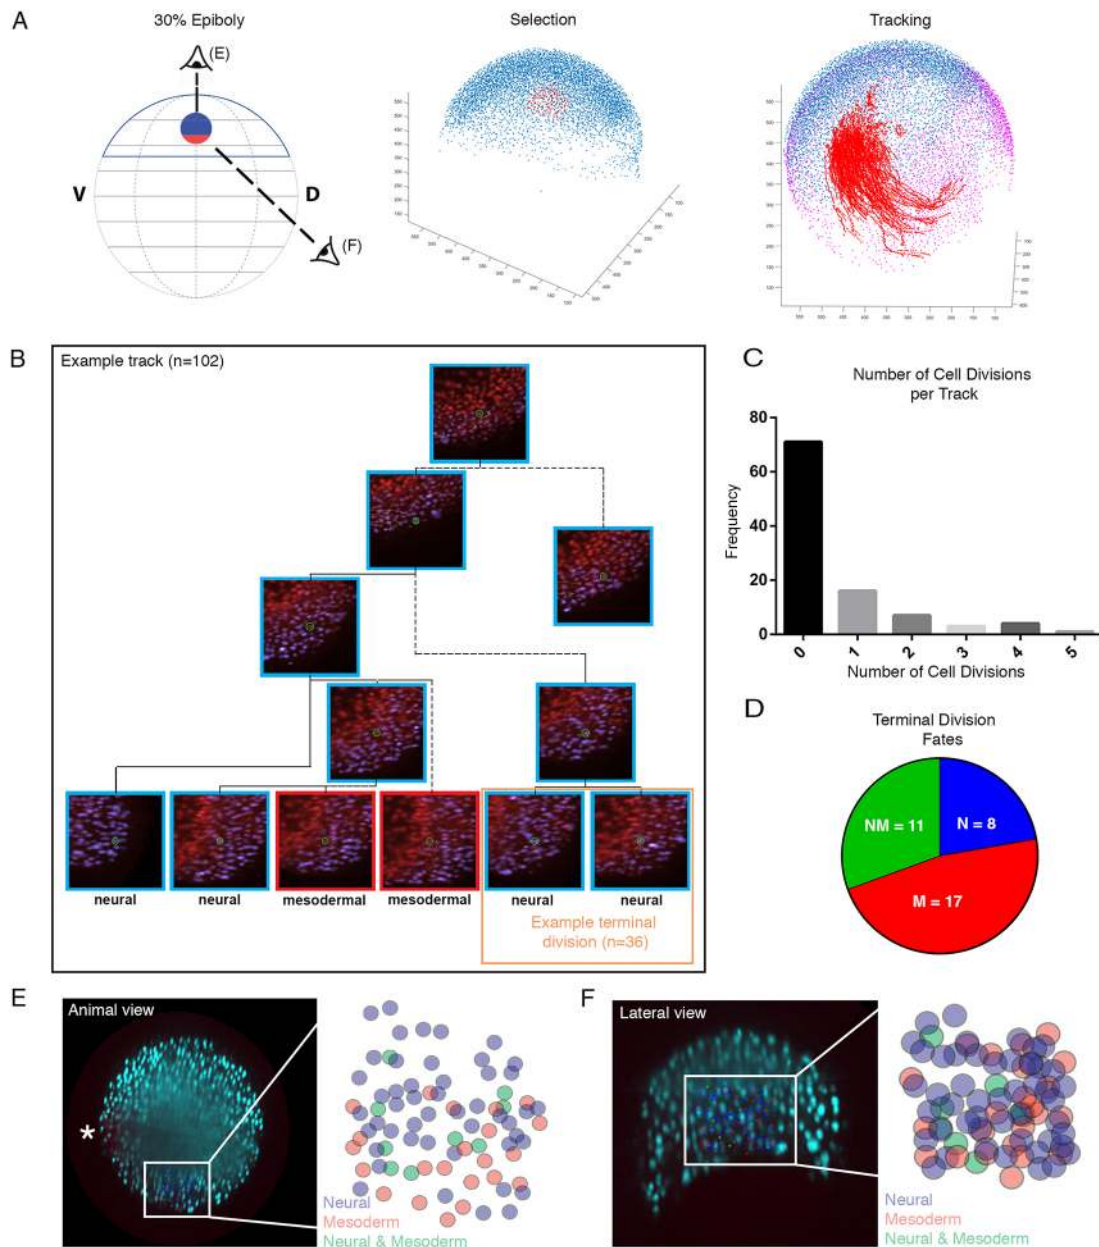 A
30% Epiboly
Selection
Tracking
(E)
V
D
(F)
B
Example track (n=102)
neural
neural
mesodermal
mesodermal
neural
neural
Example terminal
division (n=36)
C
Number of Cell Divisions
per Track
Frequency
80
60
40
20
0
0
1
2
3
4
5
Number of Cell Divisions
D
Terminal Division
Fates
NM = 11
N = 8
M = 17
E
Animal view
*
Neural
Mesoderm
Neural & Mesoderm
F
Lateral view
Neural
Mesoderm
Neural & Mesoderm